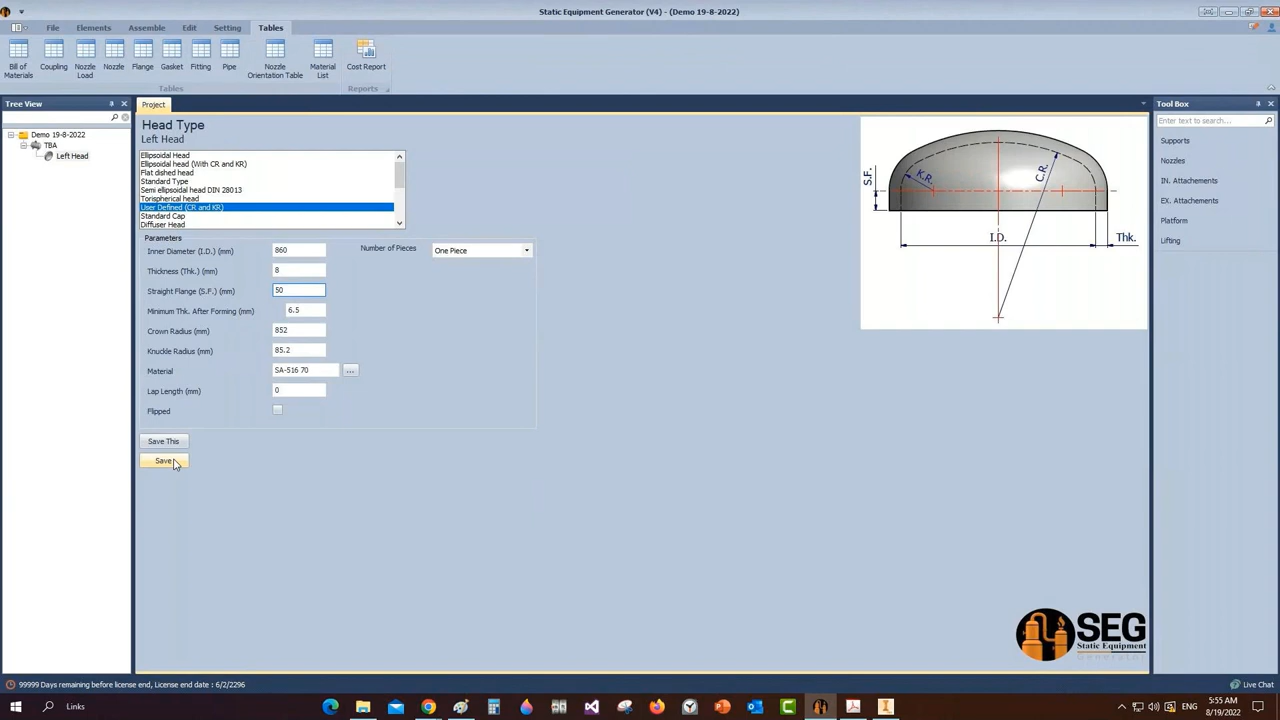 Static Equipment Generator (V4) - (Demo 19-8-2022)
File Elements Assemble Edit Setting Tables
Bill of Materials
Coupling
Nozzle Load
Nozzle
Flange
Gasket
Fitting
Pipe
Nozzle Orientation Table
Material List
Cost Report
Tables
Reports
Tree View
Demo 19-8-2022
TBA
Left Head
Project
Head Type
Left Head
Ellipsoidal Head
Ellipsoidal head (With CR and KR)
Flat dished head
Standard Type
Semi ellipsoidal head DIN 28013
Torispherical head
User Defined (CR and KR)
Standard Cap
Diffuser Head
Parameters
Inner Diameter (I.D.) (mm) 860
Number of Pieces One Piece
Thickness (Thk.) (mm) 8
Straight Flange (S.F.) (mm) 50
Minimum Thk. After Forming (mm) 6.5
Crown Radius (mm) 852
Knuckle Radius (mm) 85.2
Material SA-516 70 ...
Lap Length (mm) 0
Flipped
Save This
Save
S.F.
K.R.
C.R.
I.D.
Thk.
SEG
Static Equipment
Generator
Tool Box
Enter text to search...
Supports
Nozzles
IN. Attachements
EX. Attachements
Platform
Lifting
99999 Days remaining before license end, License end date : 6/2/2296
Live Chat
Links
ENG
5:55 AM
8/19/2022